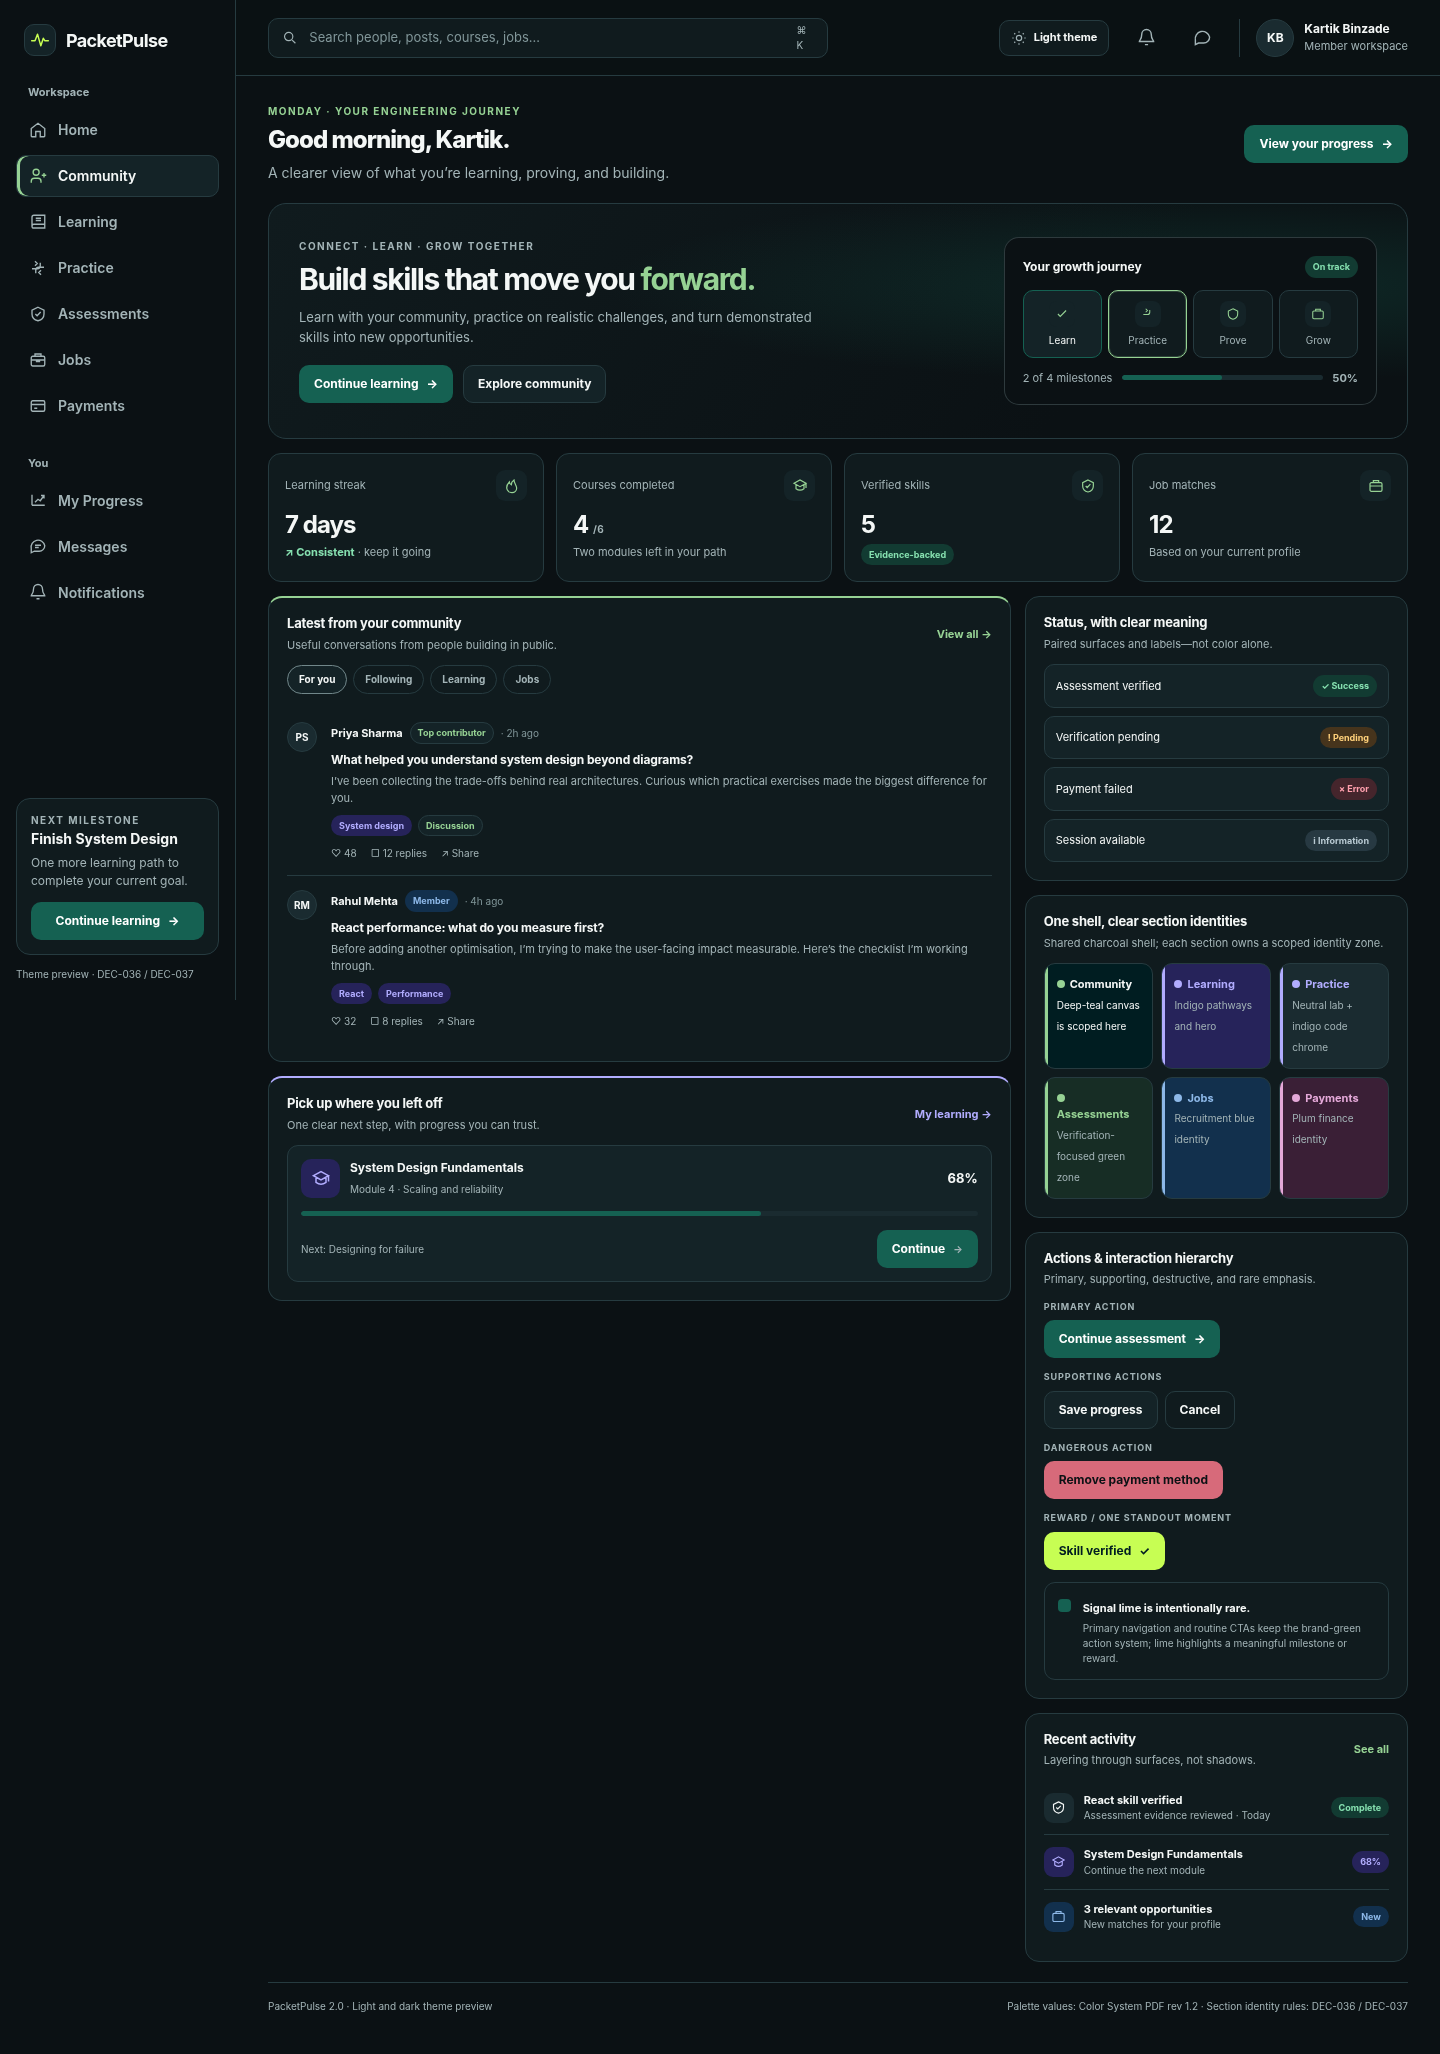 PacketPulse
Workspace
Home
Community
Learning
Practice
Assessments
Jobs
Payments
You
My Progress
Messages
Notifications
NEXT MILESTONE
Finish System Design
One more learning path to
complete your current goal.
Continue learning →
Theme preview · DEC-036 / DEC-037
Search people, posts, courses, jobs...
⌘
K
Light theme
KB
Kartik Binzade
Member workspace
MONDAY · YOUR ENGINEERING JOURNEY
Good morning, Kartik.
A clearer view of what you're learning, proving, and building.
View your progress →
CONNECT · LEARN · GROW TOGETHER
Build skills that move you forward.
Learn with your community, practice on realistic challenges, and turn demonstrated
skills into new opportunities.
Continue learning →
Explore community
Your growth journey
On track
Learn
Practice
Prove
Grow
2 of 4 milestones
50%
Learning streak
7 days
↗ Consistent · keep it going
Courses completed
4 /6
Two modules left in your path
Verified skills
5
Evidence-backed
Job matches
12
Based on your current profile
Latest from your community
Useful conversations from people building in public.
View all →
For you
Following
Learning
Jobs
PS
Priya Sharma
Top contributor
· 2h ago
What helped you understand system design beyond diagrams?
I've been collecting the trade-offs behind real architectures. Curious which practical exercises made the biggest difference for
you.
System design
Discussion
♡ 48
□ 12 replies
↗ Share
RM
Rahul Mehta
Member
· 4h ago
React performance: what do you measure first?
Before adding another optimisation, I'm trying to make the user-facing impact measurable. Here's the checklist I'm working
through.
React
Performance
♡ 32
□ 8 replies
↗ Share
Pick up where you left off
One clear next step, with progress you can trust.
My learning →
System Design Fundamentals
Module 4 · Scaling and reliability
68%
Next: Designing for failure
Continue →
Status, with clear meaning
Paired surfaces and labels—not color alone.
Assessment verified
✓ Success
Verification pending
! Pending
Payment failed
× Error
Session available
i Information
One shell, clear section identities
Shared charcoal shell; each section owns a scoped identity zone.
Community
Deep-teal canvas
is scoped here
Learning
Indigo pathways
and hero
Practice
Neutral lab +
indigo code
chrome
Assessments
Verification-
focused green
zone
Jobs
Recruitment blue
identity
Payments
Plum finance
identity
Actions & interaction hierarchy
Primary, supporting, destructive, and rare emphasis.
PRIMARY ACTION
Continue assessment →
SUPPORTING ACTIONS
Save progress
Cancel
DANGEROUS ACTION
Remove payment method
REWARD / ONE STANDOUT MOMENT
Skill verified ✓
Signal lime is intentionally rare.
Primary navigation and routine CTAs keep the brand-green
action system; lime highlights a meaningful milestone or
reward.
Recent activity
Layering through surfaces, not shadows.
See all
React skill verified
Assessment evidence reviewed · Today
Complete
System Design Fundamentals
Continue the next module
68%
3 relevant opportunities
New matches for your profile
New
PacketPulse 2.0 · Light and dark theme preview
Palette values: Color System PDF rev 1.2 · Section identity rules: DEC-036 / DEC-037